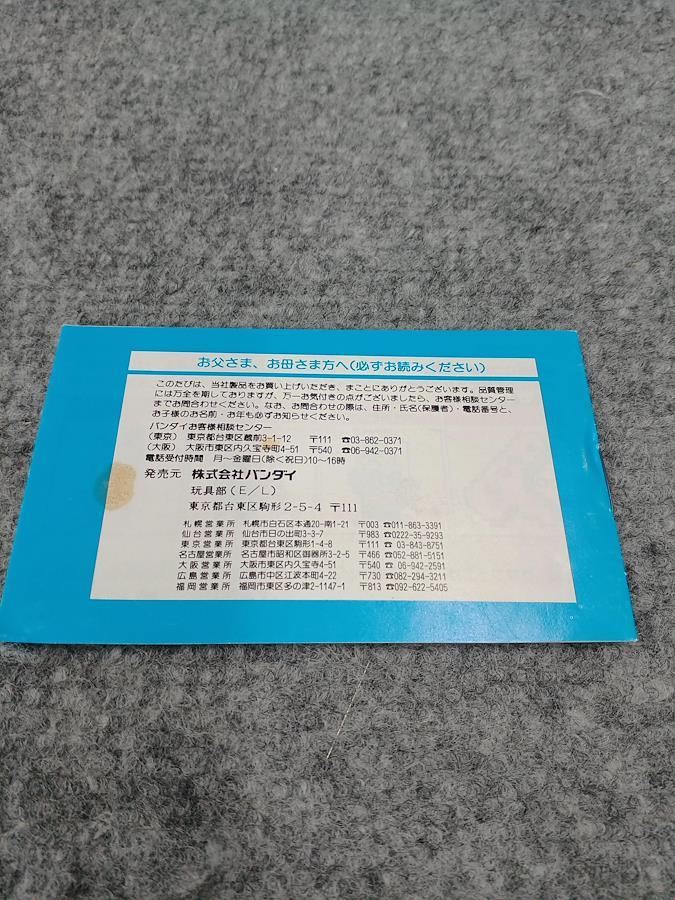 お父さま、お母さま方へ(必ずお読みください)
このたびは、当社製品をお買い上げいただき、まことにありがとうございます。品質管理
には万全を期しておりますが、万一お気付きの点がございましたら、お客様相談センター
までお問合わせください。なお、お問合わせの際は、住所・氏名(保護者)・電話番号と、
お子様のお名前・お年も必ずお知らせください。
バンダイお客様相談センター
(東京) 東京都台東区蔵前3-1-12 〒111 ☎03-862-0371
(大阪) 大阪市東区内久宝寺町4-51 〒540 ☎06-942-0371
電話受付時間 月〜金曜日(除く祝日)10〜16時
発売元 株式会社バンダイ
玩具部(E/L)
東京都台東区駒形2-5-4 〒111
札幌営業所 札幌市白石区本通20-南1-21 〒003 ☎011-863-3391
仙台営業所 仙台市日の出町3-3-7 〒983 ☎0222-35-9293
東京営業所 東京都台東区駒形1-4-8 〒111 ☎ 03-843-8751
名古屋営業所 名古屋市昭和区御器所3-2-5 〒466 ☎052-881-5151
大阪営業所 大阪市東区内久宝寺4-51 〒540 ☎ 06-942-2591
広島営業所 広島市中区江波本町4-22 〒730 ☎082-294-3211
福岡営業所 福岡市東区多の津2-1147-1 〒813 ☎092-622-5405